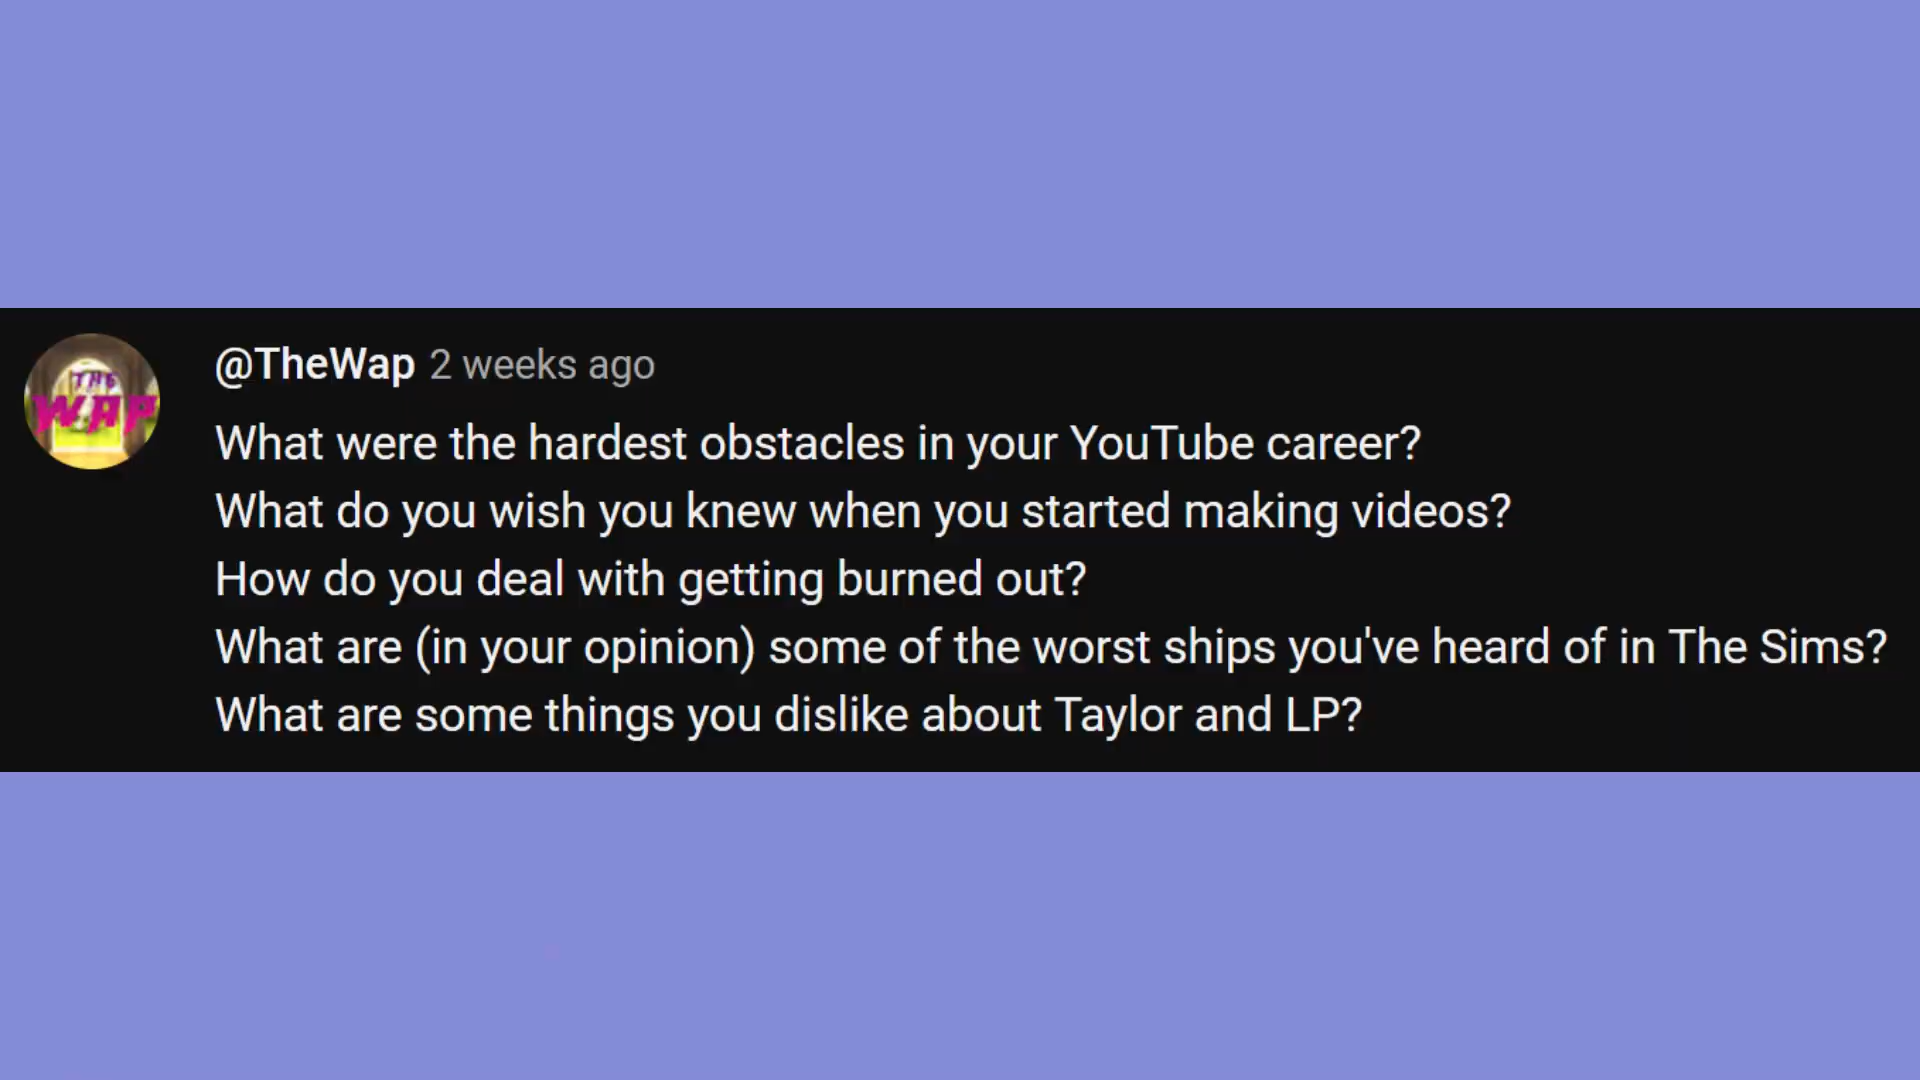 THE
WAP
@TheWap 2 weeks ago
What were the hardest obstacles in your YouTube career?
What do you wish you knew when you started making videos?
How do you deal with getting burned out?
What are (in your opinion) some of the worst ships you've heard of in The Sims?
What are some things you dislike about Taylor and LP?